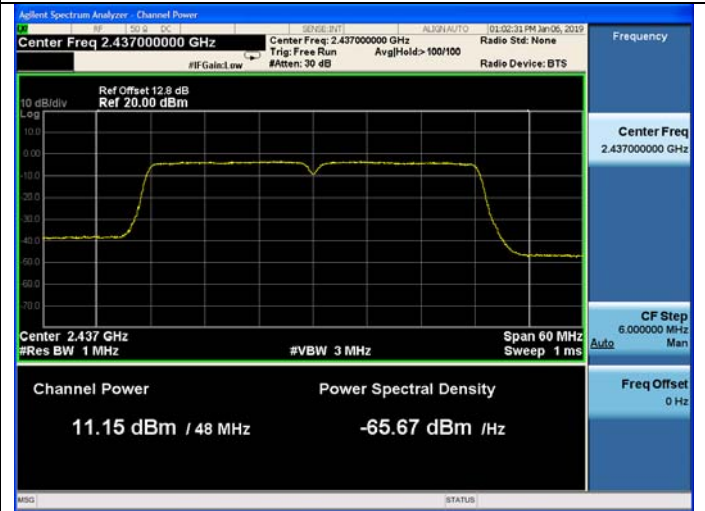 Agilent Spectrum Analyzer - Channel Power
RF 50 Ω DC SENSE:INT ALIGN AUTO 01:02:31 PM Jan 06, 2019
Center Freq 2.437000000 GHz
Center Freq: 2.437000000 GHz Radio Std: None
Trig: Free Run Avg|Hold:> 100/100
#IFGain:Low #Atten: 30 dB Radio Device: BTS
Frequency
Ref Offset 12.8 dB
10 dB/div Ref 20.00 dBm
Log
10.0
0.00
-10.0
-20.0
-30.0
-40.0
-50.0
-60.0
-70.0
Center 2.437 GHz Span 60 MHz
#Res BW 1 MHz #VBW 3 MHz Sweep 1 ms
Channel Power Power Spectral Density
11.15 dBm / 48 MHz -65.67 dBm /Hz
Center Freq
2.437000000 GHz
CF Step
6.000000 MHz
Auto Man
Freq Offset
0 Hz
MSG STATUS